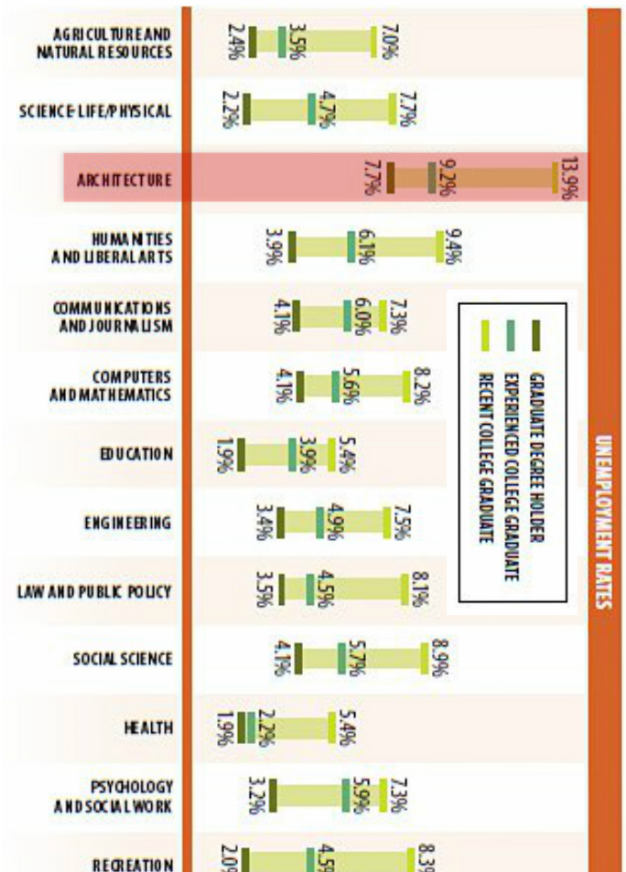 UNEMPLOYMENT RATES
GRADUATE DEGREE HOLDER
EXPERIENCED COLLEGE GRADUATE
RECENT COLLEGE GRADUATE
AGRICULTURE AND
NATURAL RESOURCES
2.4%
3.5%
7.0%
SCIENCE-LIFE/PHYSICAL
2.2%
4.7%
7.7%
ARCHITECTURE
7.7%
9.2%
13.9%
HUMANITIES
AND LIBERAL ARTS
3.9%
6.1%
9.4%
COMMUNICATIONS
AND JOURNALISM
4.1%
6.0%
7.3%
COMPUTERS
AND MATHEMATICS
4.1%
5.6%
8.2%
EDUCATION
1.9%
3.9%
5.4%
ENGINEERING
3.4%
4.9%
7.5%
LAW AND PUBLIC POLICY
3.5%
4.5%
8.1%
SOCIAL SCIENCE
4.1%
5.7%
8.9%
HEALTH
1.9%
2.2%
5.4%
PSYCHOLOGY
AND SOCIAL WORK
3.2%
5.9%
7.3%
RECREATION
2.0%
4.5%
8.3%